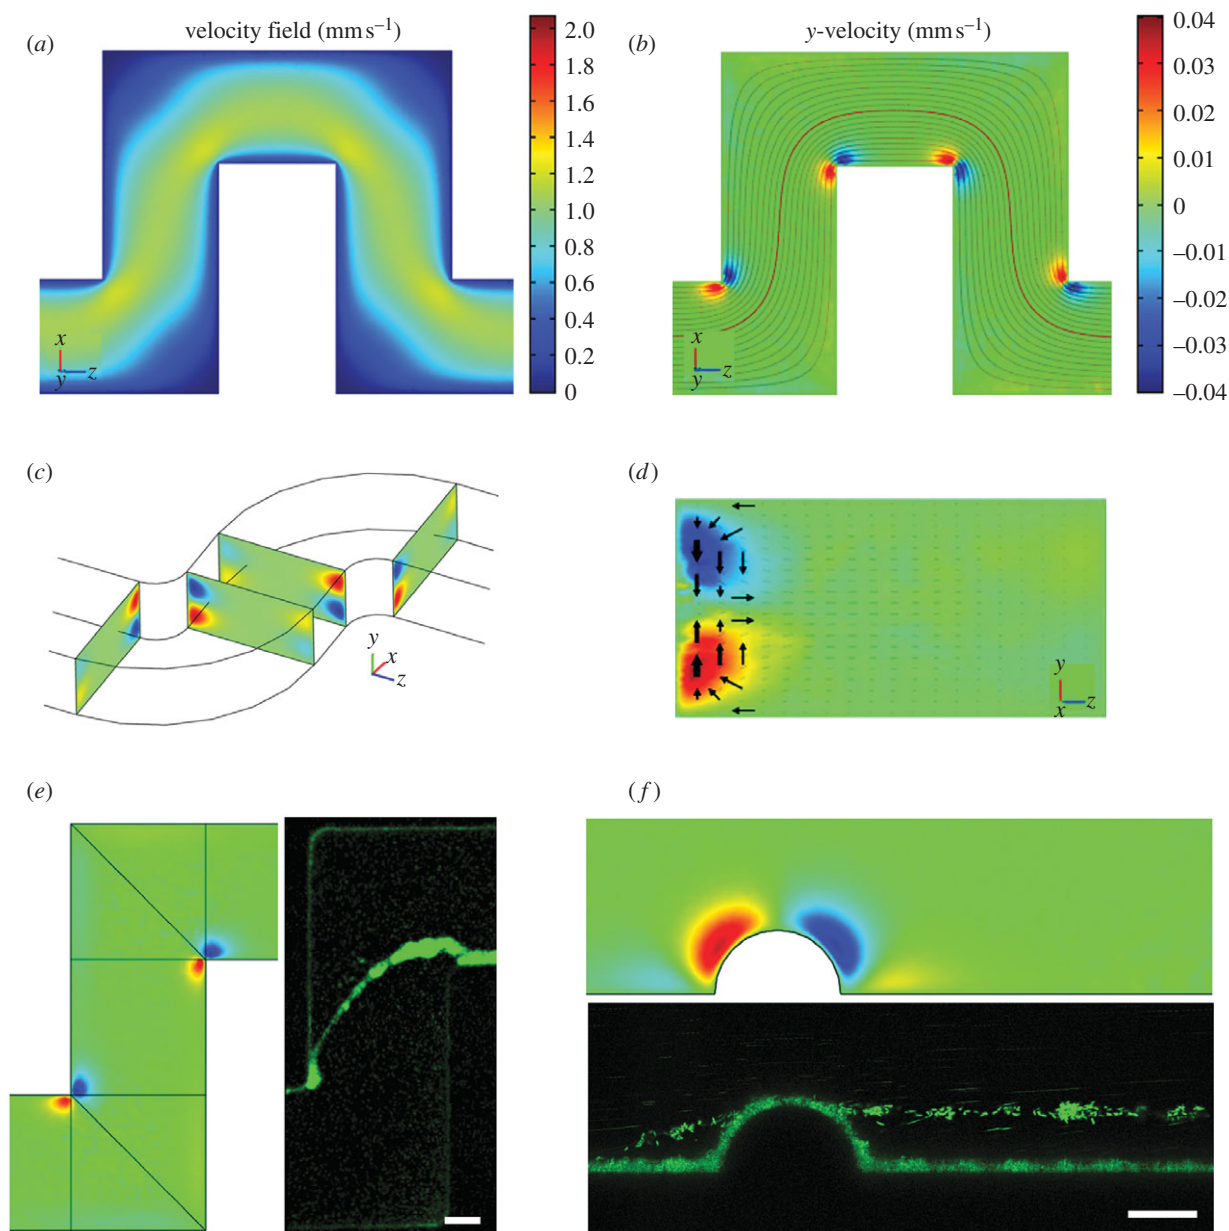 (a)
velocity field (mm s⁻¹)
2.0
1.8
1.6
1.4
1.2
1.0
0.8
0.6
0.4
0.2
0
x
y
z
(b)
y-velocity (mm s⁻¹)
0.04
0.03
0.02
0.01
0
–0.01
–0.02
–0.03
–0.04
x
y
z
(c)
y
x
z
(d)
y
x
z
(e)
(f)